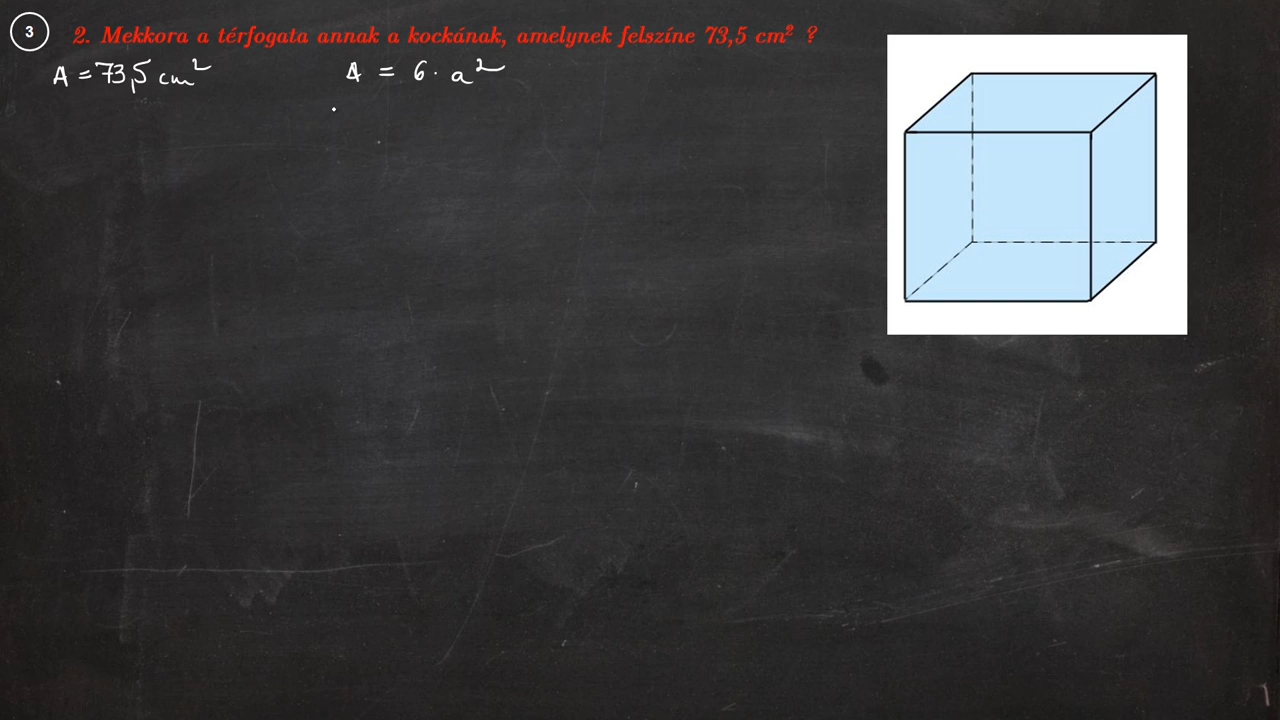 3
2. Mekkora a térfogata annak a kockának, amelynek felszíne 73,5 cm² ?
A = 73,5 cm²
A = 6 · a²